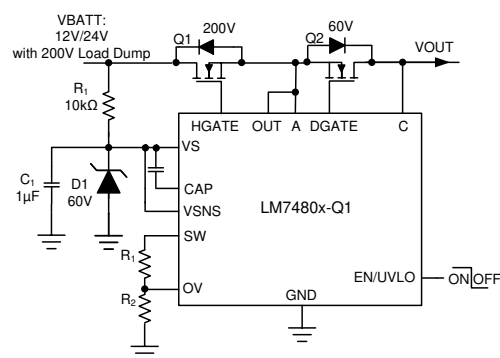 VBATT:
12V/24V
with 200V Load Dump
Q1
200V
Q2
60V
VOUT
R1
10kΩ
HGATE
OUT
A
DGATE
C
VS
C1
1µF
D1
60V
CAP
VSNS
LM7480x-Q1
SW
R1
EN/UVLO
ON
OFF
OV
R2
GND